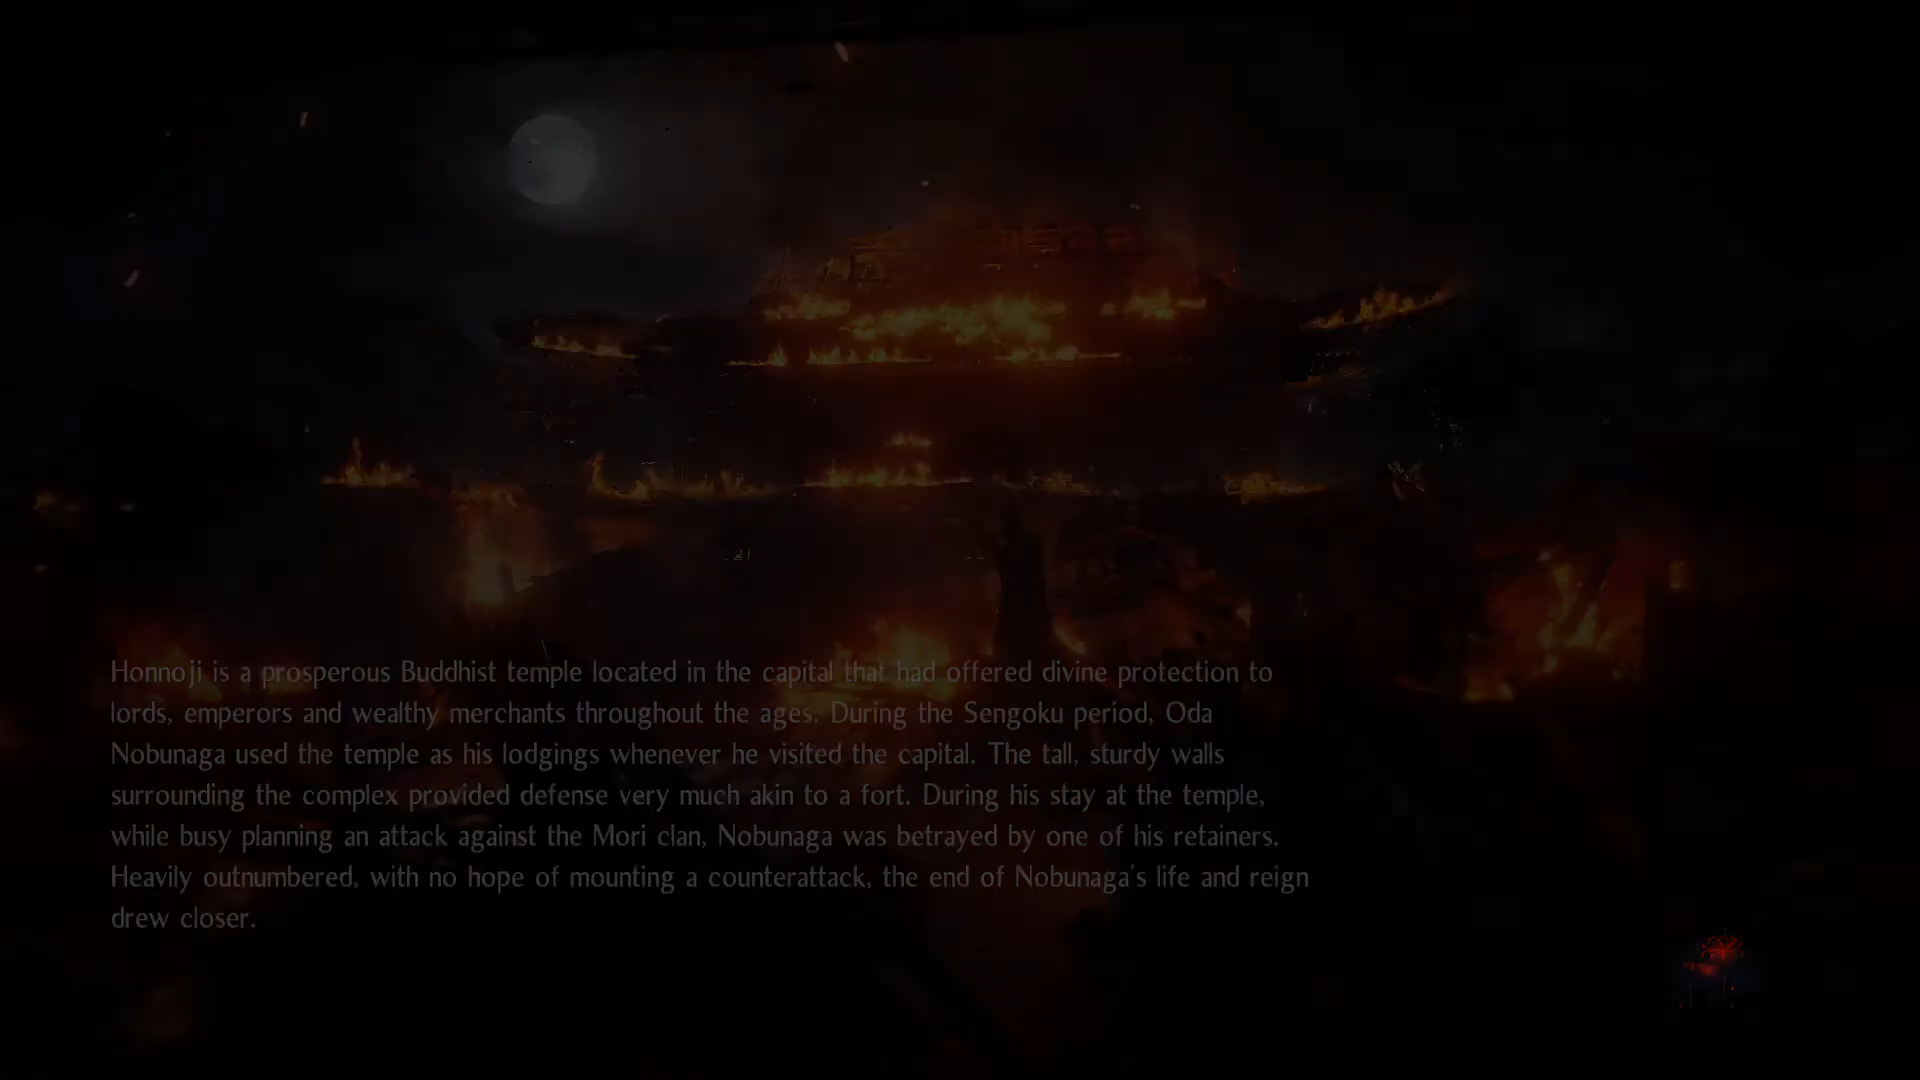 Honnoji is a prosperous Buddhist temple located in the capital that had offered divine protection to
lords, emperors and wealthy merchants throughout the ages. During the Sengoku period, Oda
Nobunaga used the temple as his lodgings whenever he visited the capital. The tall, sturdy walls
surrounding the complex provided defense very much akin to a fort. During his stay at the temple,
while busy planning an attack against the Mori clan, Nobunaga was betrayed by one of his retainers.
Heavily outnumbered, with no hope of mounting a counterattack, the end of Nobunaga's life and reign
drew closer.